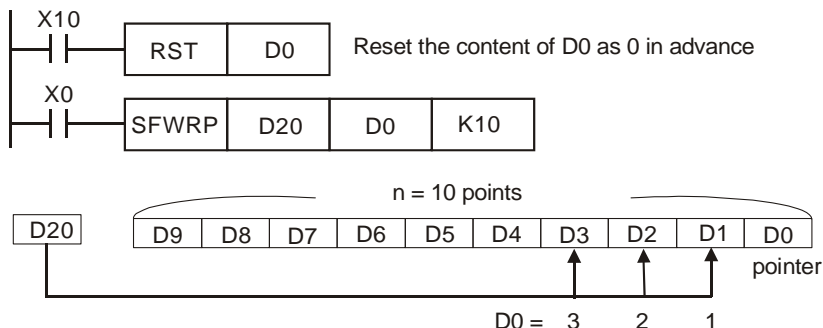 X10
RST D0 Reset the content of D0 as 0 in advance
X0
SFWRP D20 D0 K10
n = 10 points
D20 D9 D8 D7 D6 D5 D4 D3 D2 D1 D0
pointer
D0 = 3 2 1